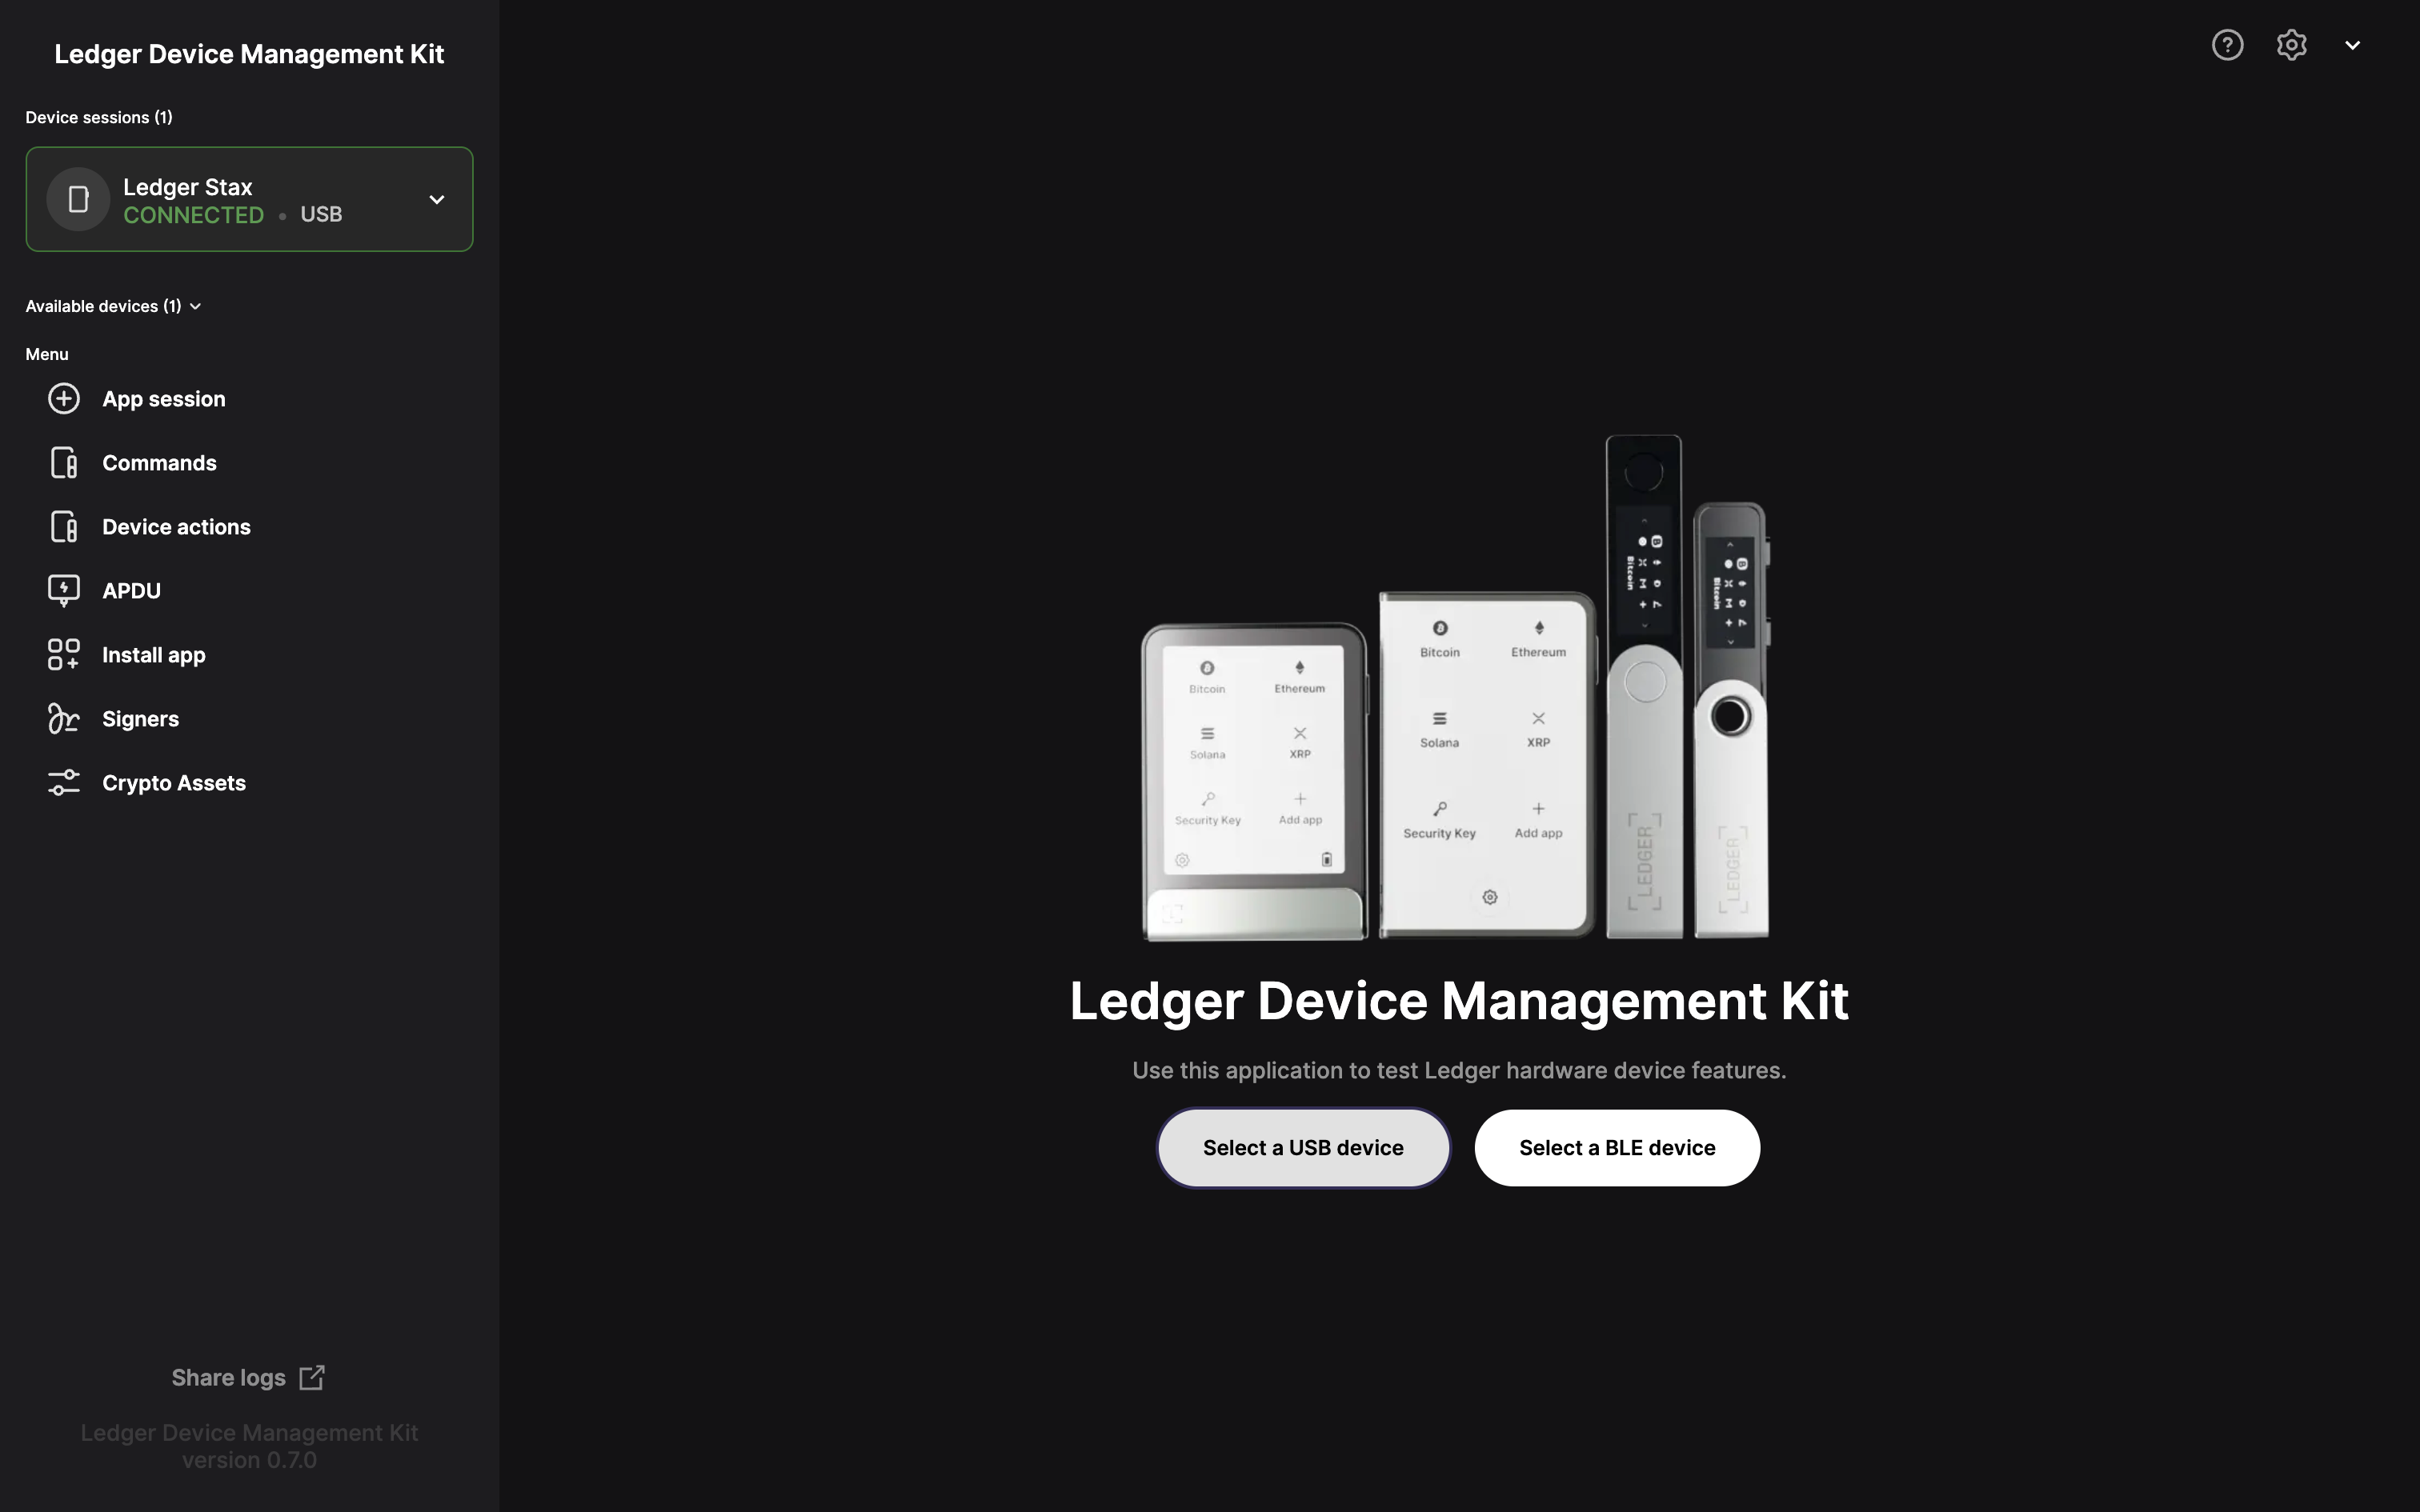 Ledger Device Management Kit
Device sessions (1)
Ledger Stax
CONNECTED • USB
Available devices (1)
Menu
App session
Commands
Device actions
APDU
Install app
Signers
Crypto Assets
Share logs
Ledger Device Management Kit
version 0.7.0
Bitcoin Ethereum
Solana XRP
Security Key Add app
Bitcoin Ethereum
Solana XRP
Security Key Add app
Bitcoin
LEDGER
Bitcoin
LEDGER
Ledger Device Management Kit
Use this application to test Ledger hardware device features.
Select a USB device
Select a BLE device